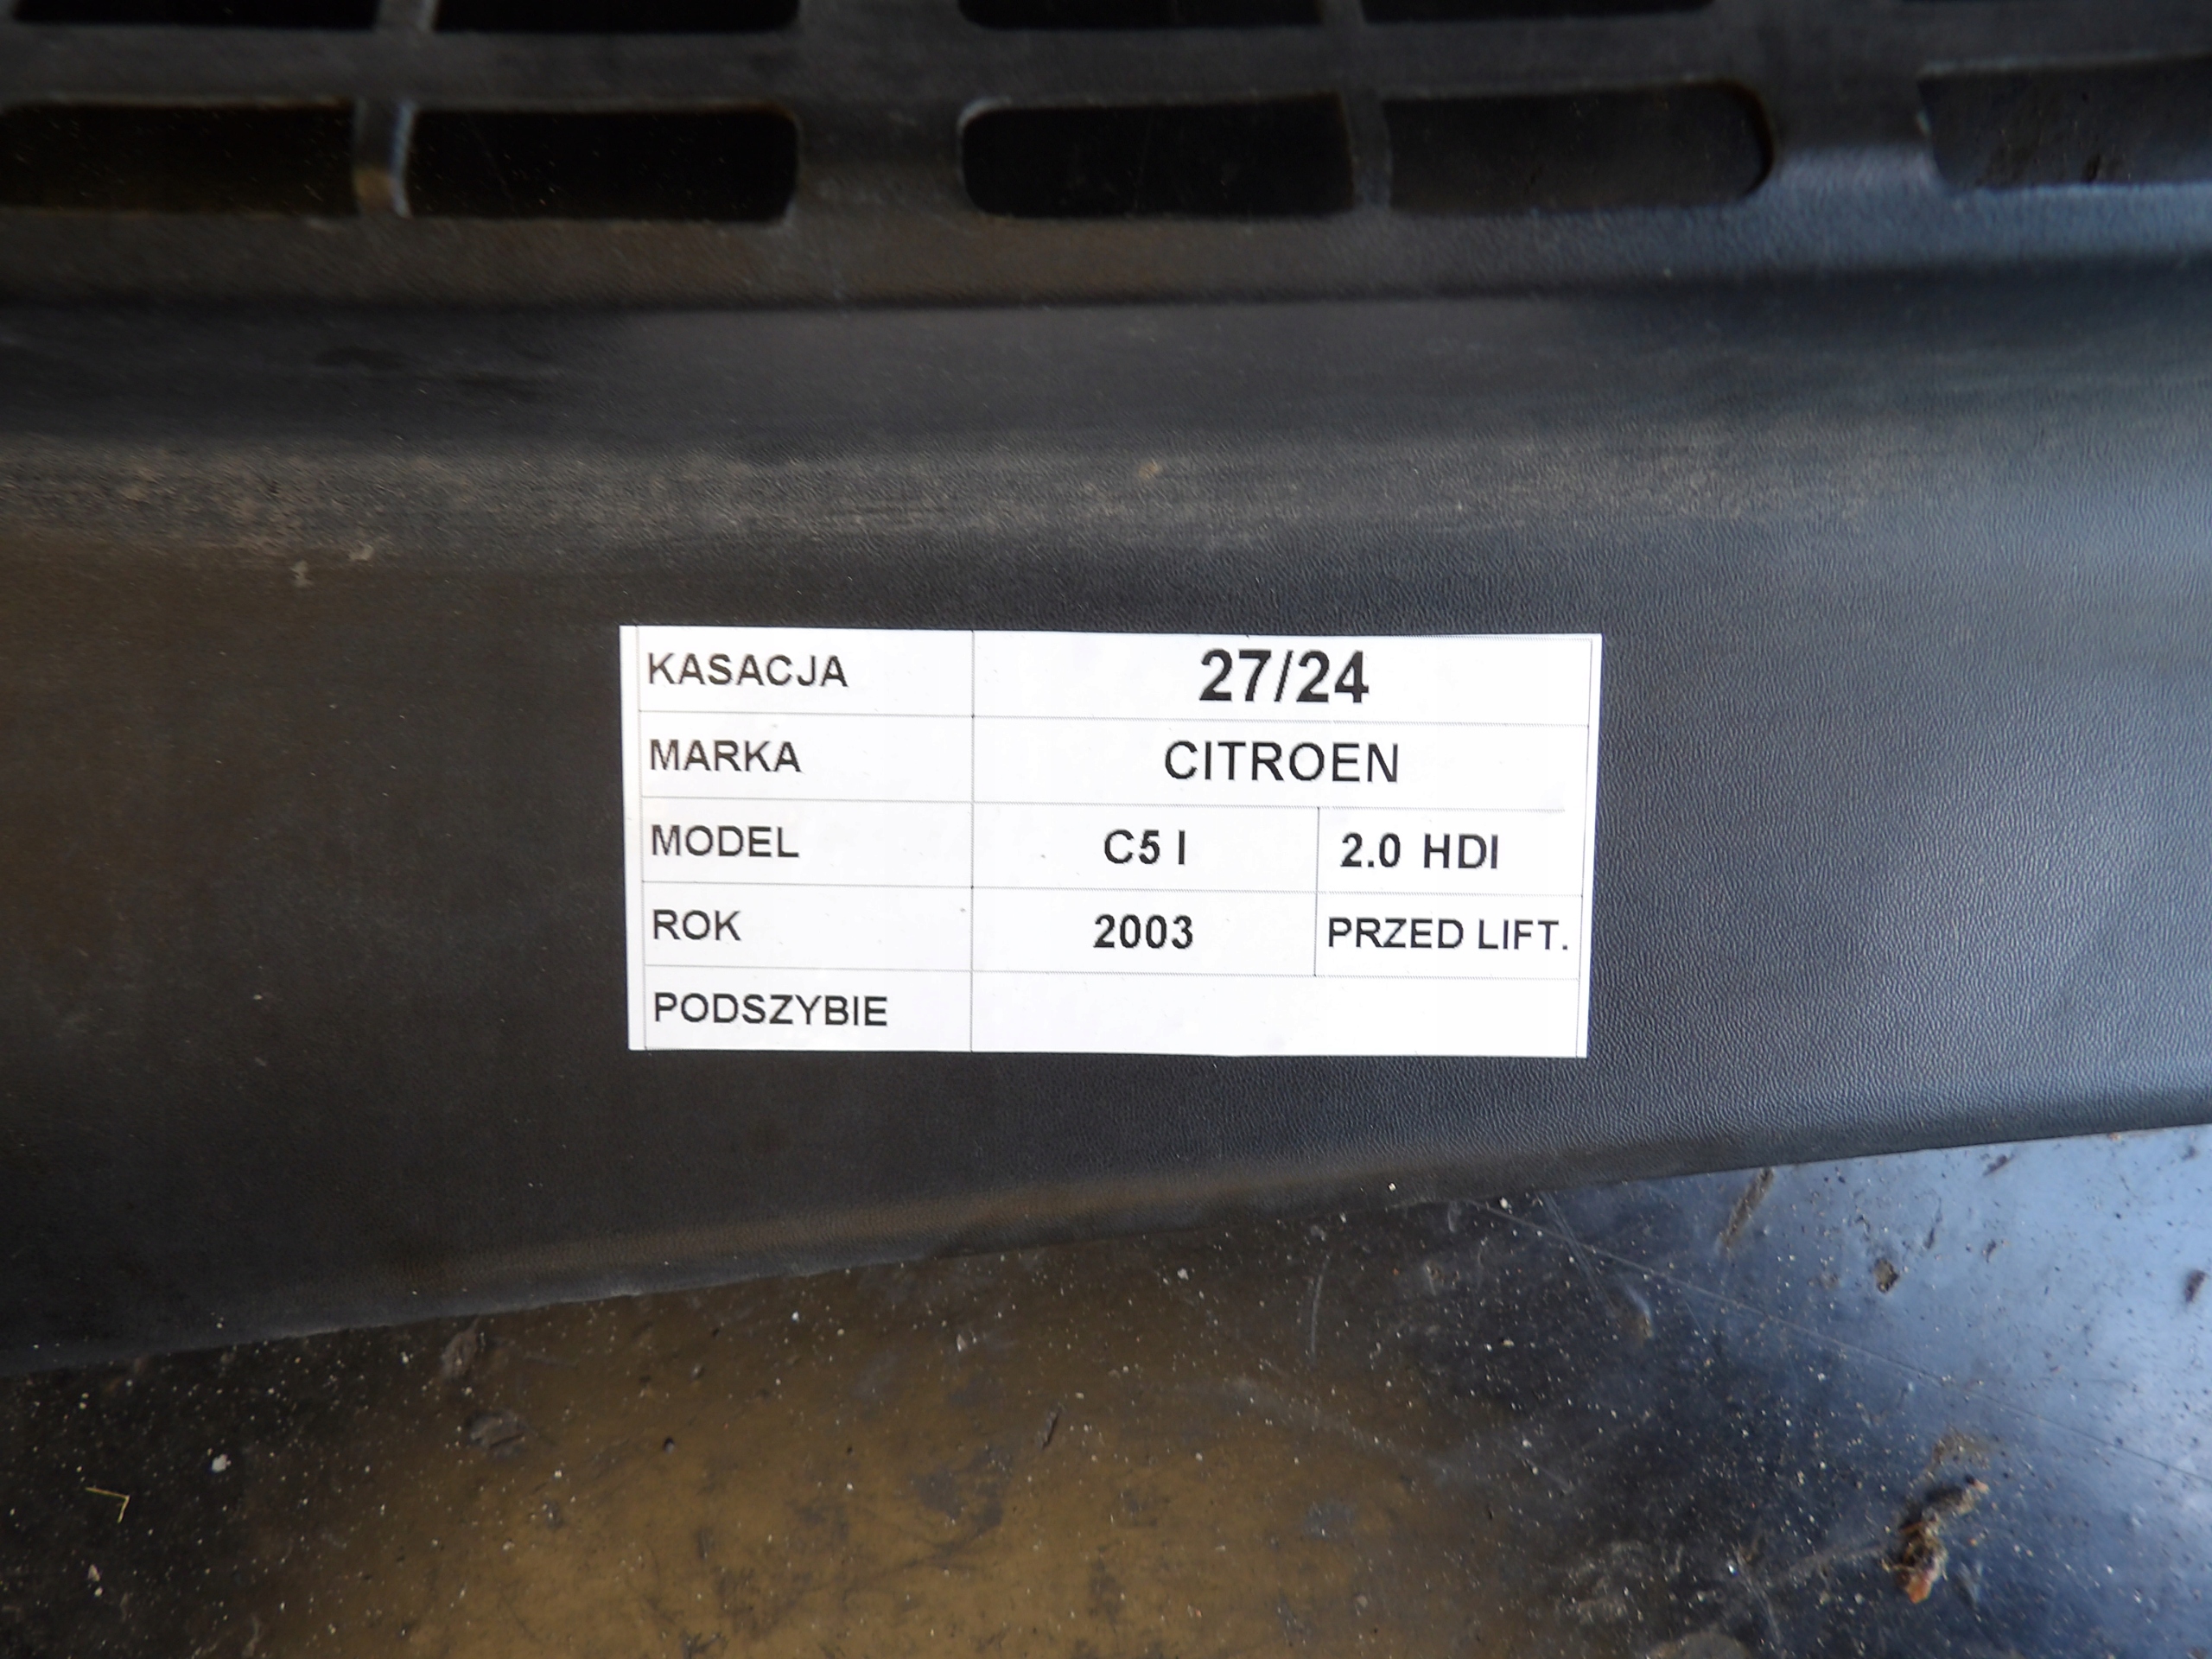 KASACJA 27/24
MARKA CITROEN
MODEL C5 I 2.0 HDI
ROK 2003 PRZED LIFT.
PODSZYBIE